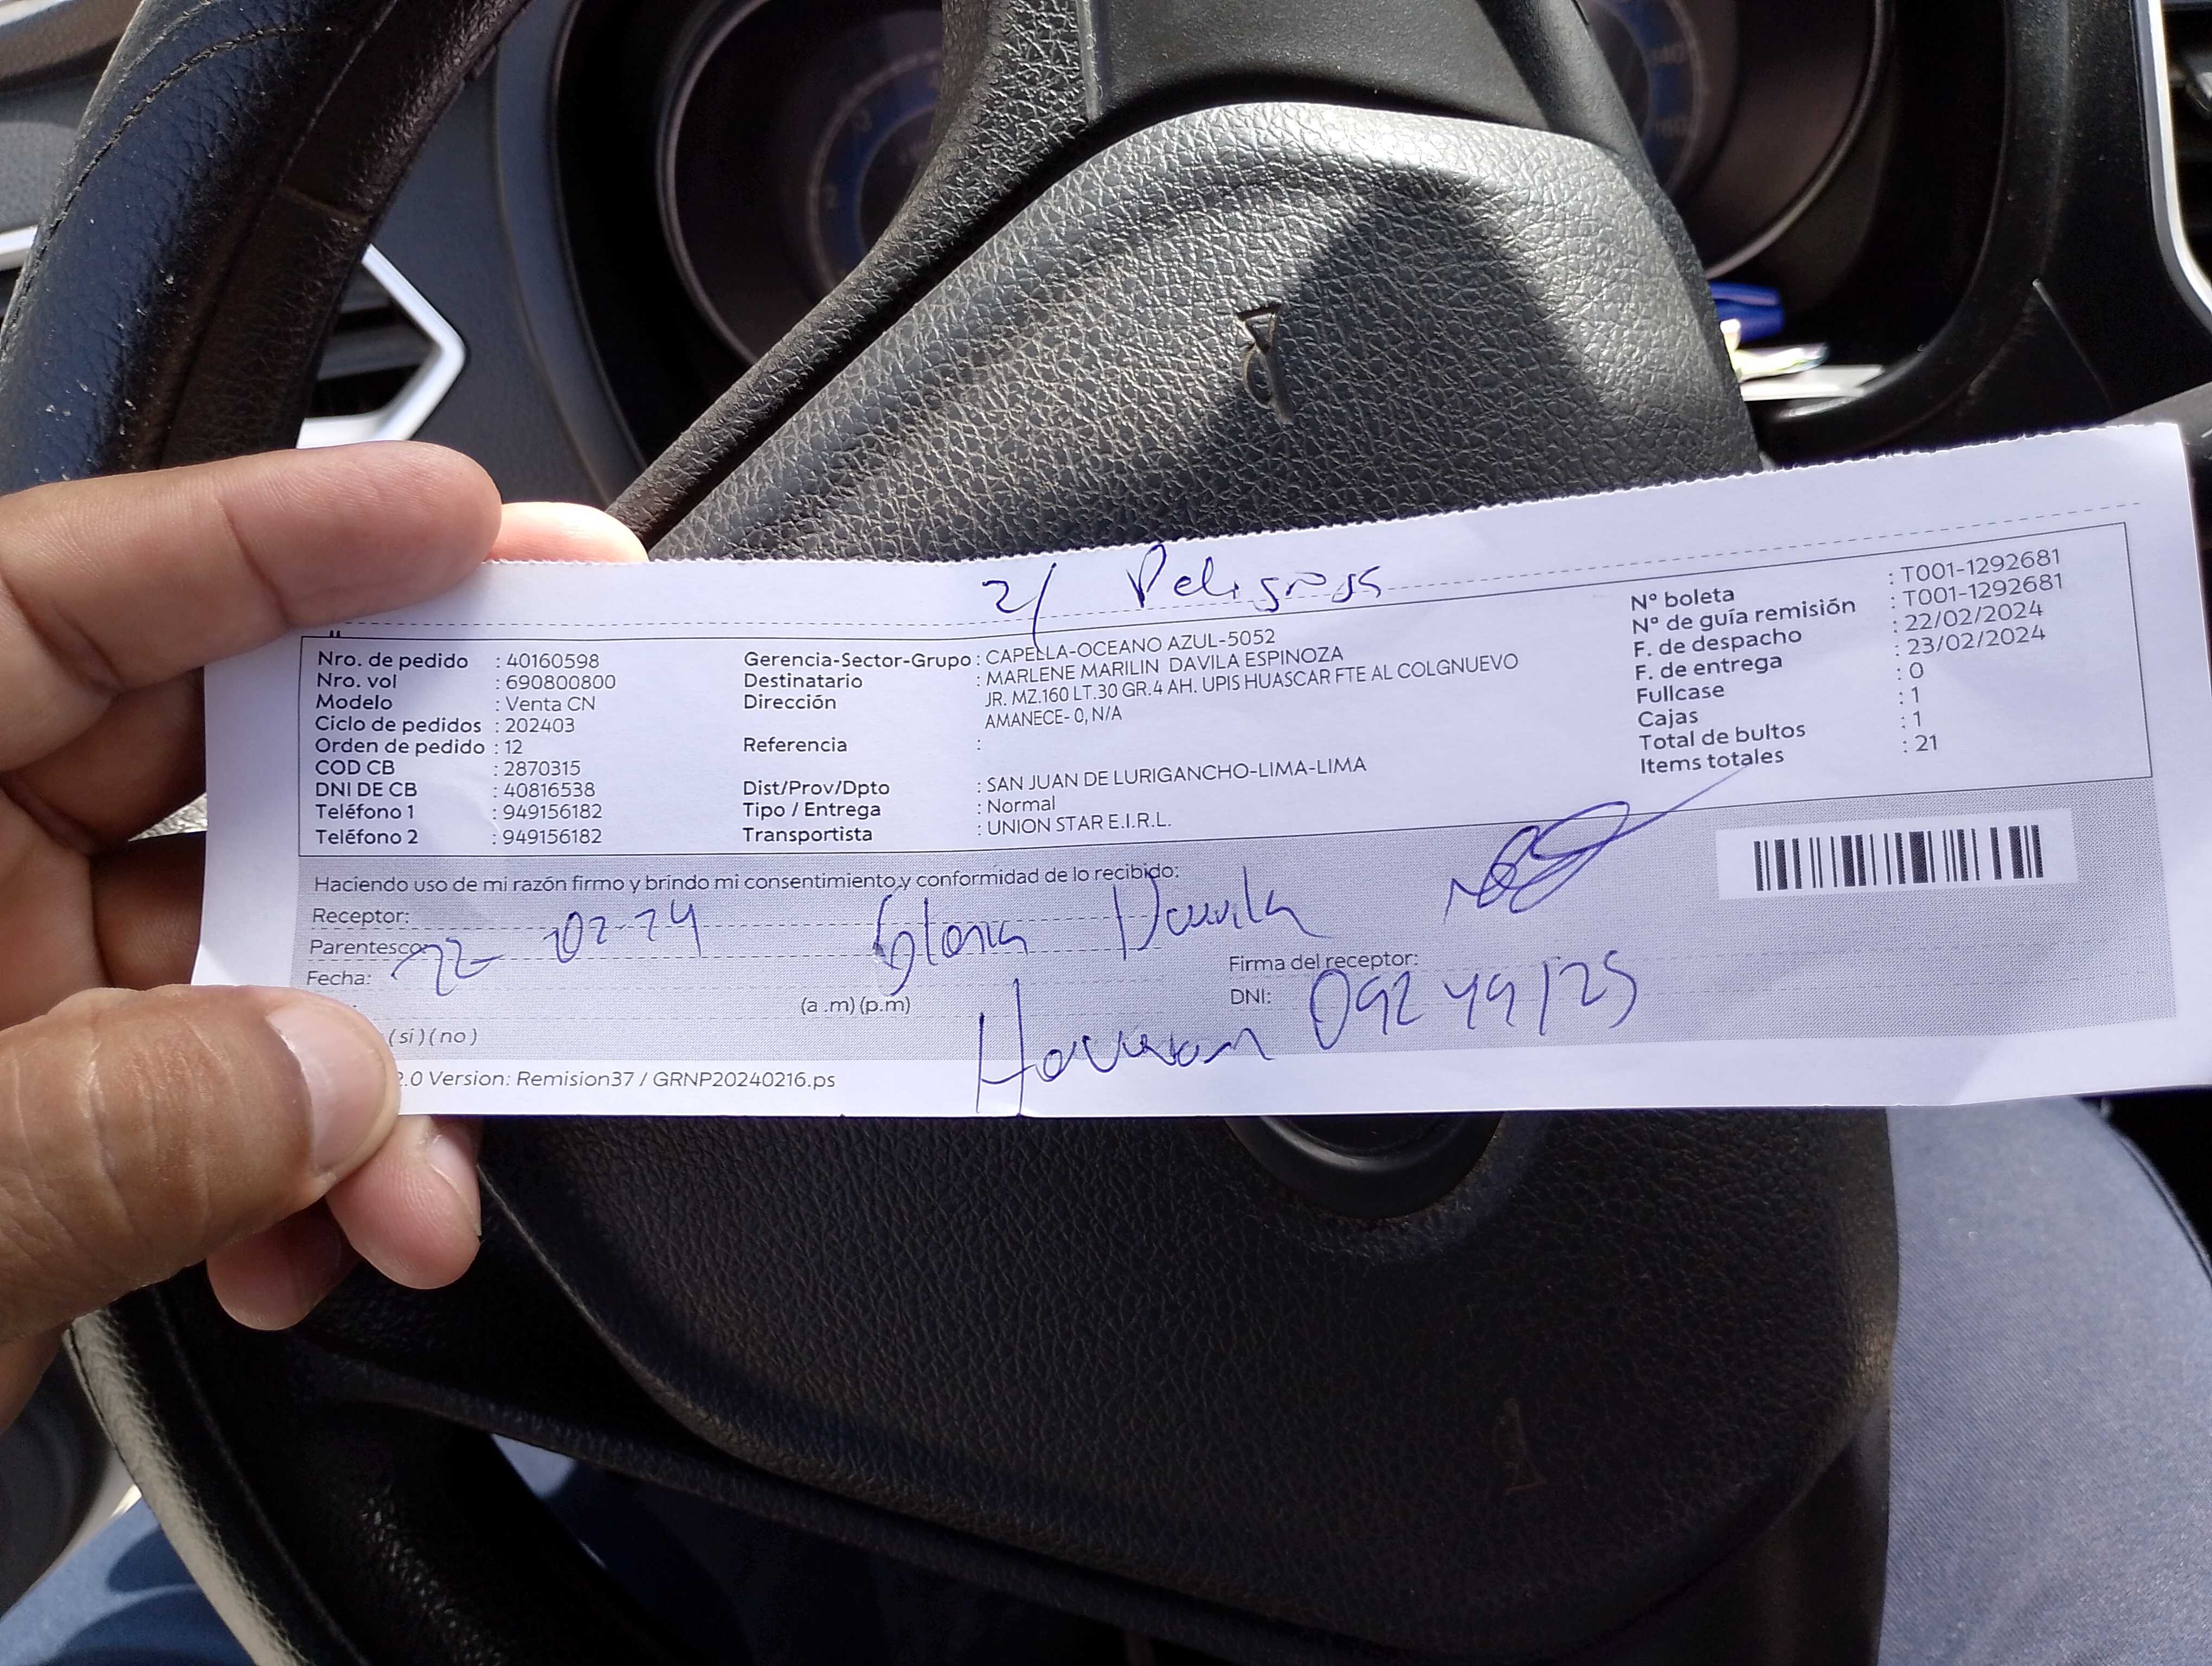 2/ Peligrosos
Nro. de pedido : 40160598
Nro. vol : 690800800
Modelo : Venta CN
Ciclo de pedidos : 202403
Orden de pedido : 12
COD CB : 2870315
DNI DE CB : 40816538
Teléfono 1 : 949156182
Teléfono 2 : 949156182
Gerencia-Sector-Grupo : CAPELLA-OCEANO AZUL-5052
Destinatario : MARLENE MARILIN DAVILA ESPINOZA
Dirección : JR. MZ.160 LT.30 GR.4 AH. UPIS HUASCAR FTE AL COLGNUEVO
AMANECE- 0, N/A
Referencia :
Dist/Prov/Dpto : SAN JUAN DE LURIGANCHO-LIMA-LIMA
Tipo / Entrega : Normal
Transportista : UNION STAR E.I.R.L.
N° boleta : T001-1292681
N° de guía remisión : T001-1292681
F. de despacho : 22/02/2024
F. de entrega : 23/02/2024
Fullcase : 0
Cajas : 1
Total de bultos : 1
Items totales : 21
Haciendo uso de mi razón firmo y brindo mi consentimiento y conformidad de lo recibido:
Receptor:
Parentesco
Fecha: 22-02-24
Gloria Davila
Firma del receptor:
DNI: 09249125
(a .m) (p.m)
Hermana
( si ) ( no )
2.0 Version: Remision37 / GRNP20240216.ps